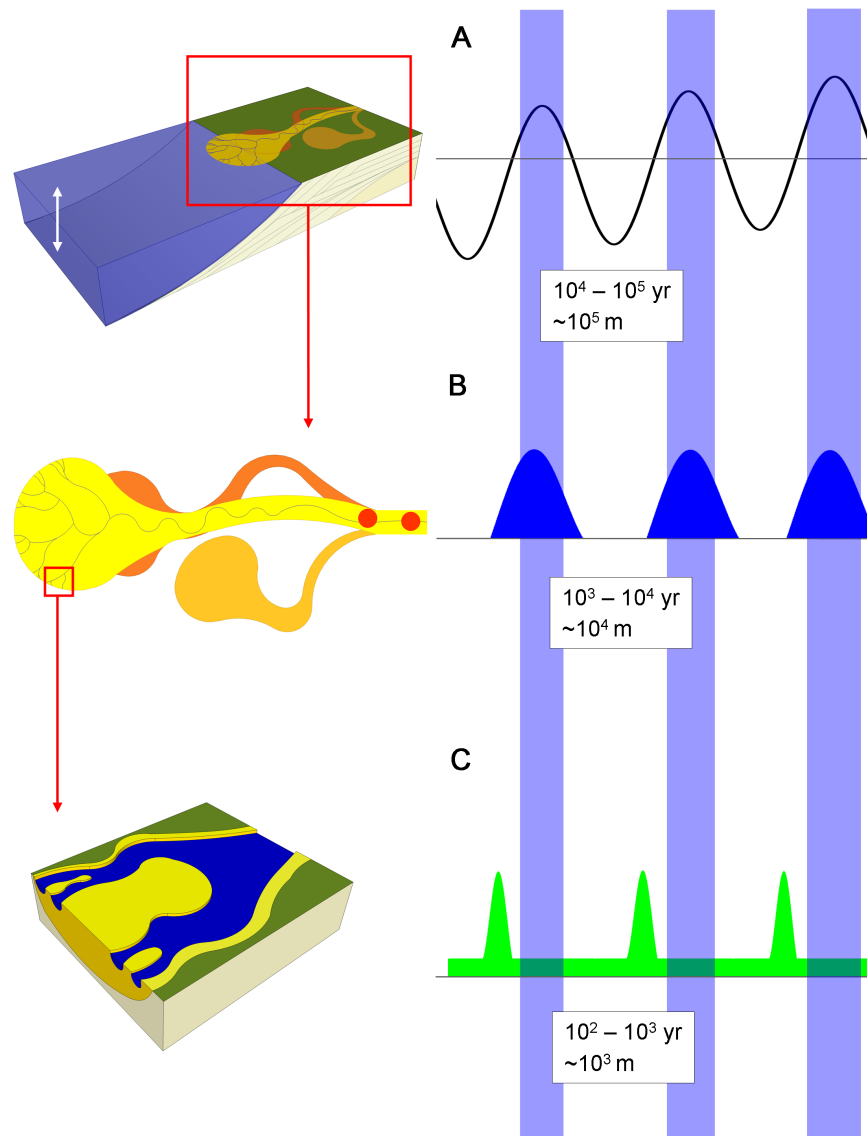 A
10⁴ – 10⁵ yr
~10⁵ m
B
10³ – 10⁴ yr
~10⁴ m
C
10² – 10³ yr
~10³ m